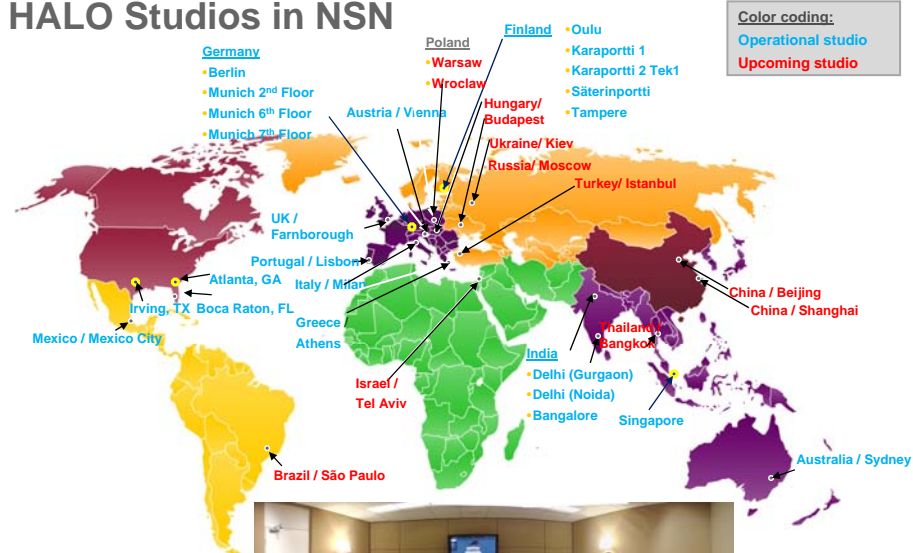 HALO Studios in NSN
Color coding:
Operational studio
Upcoming studio
Germany
•Berlin
•Munich 2nd Floor
•Munich 6th Floor
•Munich 7th Floor
Poland
•Warsaw
•Wroclaw
Finland
•Oulu
•Karaportti 1
•Karaportti 2 Tek1
•Säterinportti
•Tampere
Austria / Vienna
Hungary/
Budapest
Ukraine/ Kiev
Russia/ Moscow
Turkey/ Istanbul
UK /
Farnborough
Portugal / Lisbon
Italy / Milan
Greece /
Athens
Atlanta, GA
Irving, TX
Boca Raton, FL
Mexico / Mexico City
Israel /
Tel Aviv
Brazil / São Paulo
India
•Delhi (Gurgaon)
•Delhi (Noida)
•Bangalore
Thailand /
Bangkok
Singapore
China / Beijing
China / Shanghai
Australia / Sydney